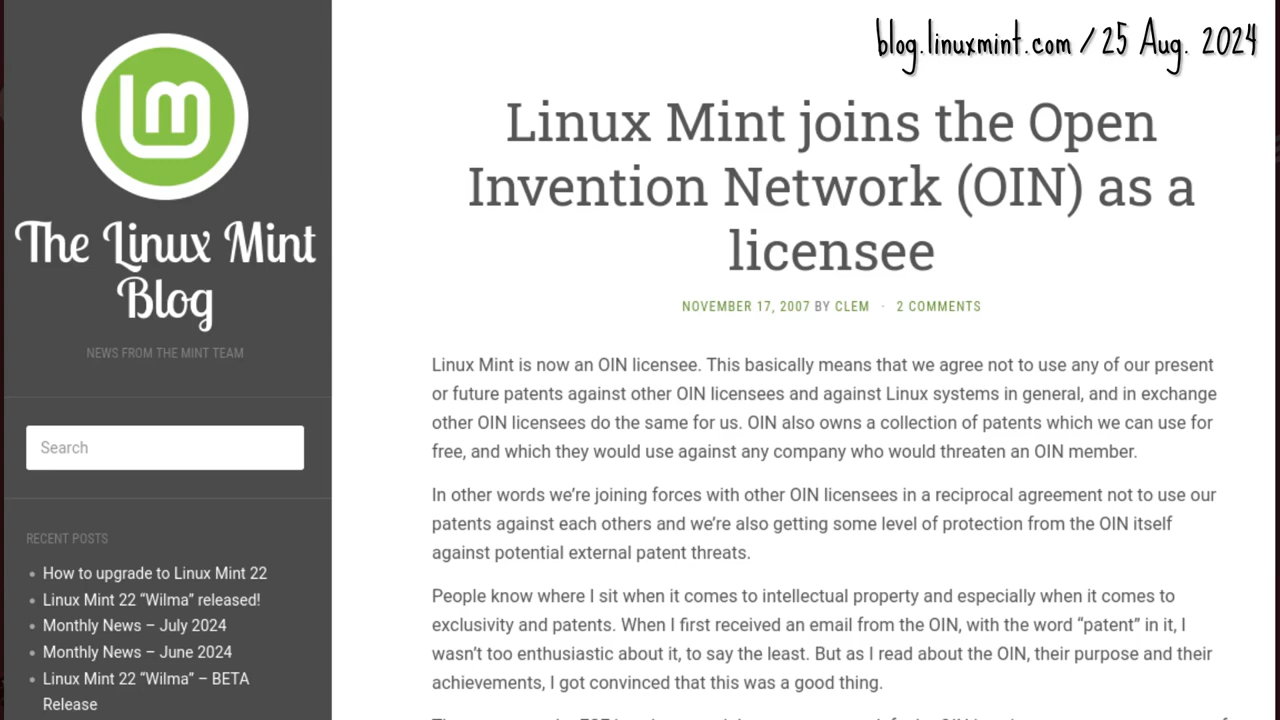 blog.linuxmint.com / 25 Aug. 2024
lm
The Linux Mint
Blog
NEWS FROM THE MINT TEAM
Search
RECENT POSTS
How to upgrade to Linux Mint 22
Linux Mint 22 “Wilma” released!
Monthly News – July 2024
Monthly News – June 2024
Linux Mint 22 “Wilma” – BETA
Release
Linux Mint joins the Open
Invention Network (OIN) as a
licensee
NOVEMBER 17, 2007 BY CLEM · 2 COMMENTS
Linux Mint is now an OIN licensee. This basically means that we agree not to use any of our present
or future patents against other OIN licensees and against Linux systems in general, and in exchange
other OIN licensees do the same for us. OIN also owns a collection of patents which we can use for
free, and which they would use against any company who would threaten an OIN member.
In other words we’re joining forces with other OIN licensees in a reciprocal agreement not to use our
patents against each others and we’re also getting some level of protection from the OIN itself
against potential external patent threats.
People know where I sit when it comes to intellectual property and especially when it comes to
exclusivity and patents. When I first received an email from the OIN, with the word “patent” in it, I
wasn’t too enthusiastic about it, to say the least. But as I read about the OIN, their purpose and their
achievements, I got convinced that this was a good thing.